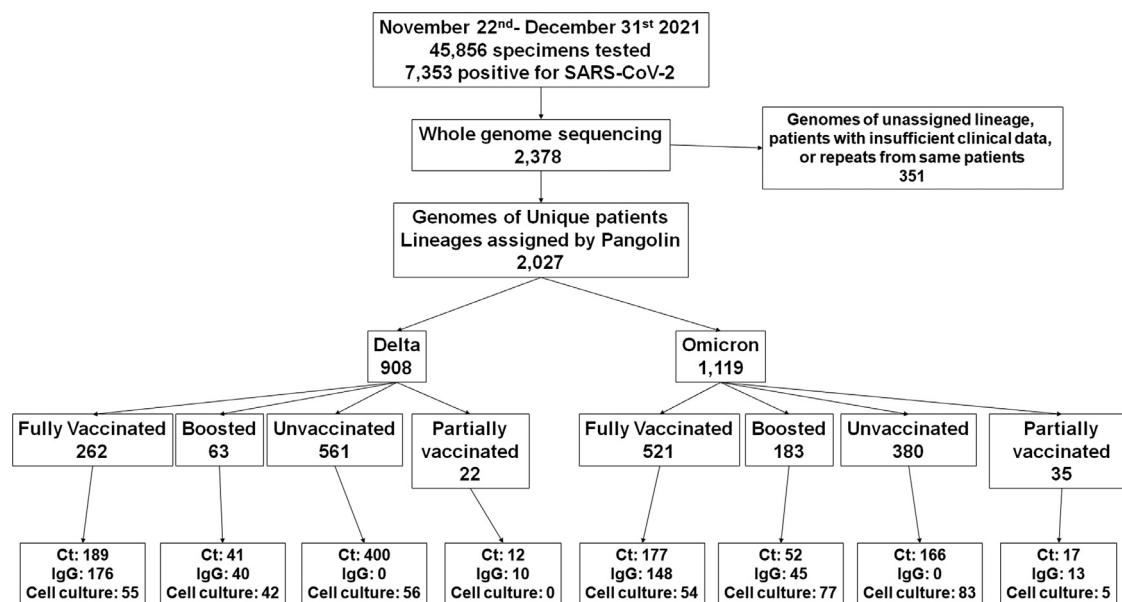 November 22nd- December 31st 2021
45,856 specimens tested
7,353 positive for SARS-CoV-2
Whole genome sequencing
2,378
Genomes of unassigned lineage,
patients with insufficient clinical data,
or repeats from same patients
351
Genomes of Unique patients
Lineages assigned by Pangolin
2,027
Delta
908
Omicron
1,119
Fully Vaccinated
262
Boosted
63
Unvaccinated
561
Partially
vaccinated
22
Fully Vaccinated
521
Boosted
183
Unvaccinated
380
Partially
vaccinated
35
Ct: 189
IgG: 176
Cell culture: 55
Ct: 41
IgG: 40
Cell culture: 42
Ct: 400
IgG: 0
Cell culture: 56
Ct: 12
IgG: 10
Cell culture: 0
Ct: 177
IgG: 148
Cell culture: 54
Ct: 52
IgG: 45
Cell culture: 77
Ct: 166
IgG: 0
Cell culture: 83
Ct: 17
IgG: 13
Cell culture: 5